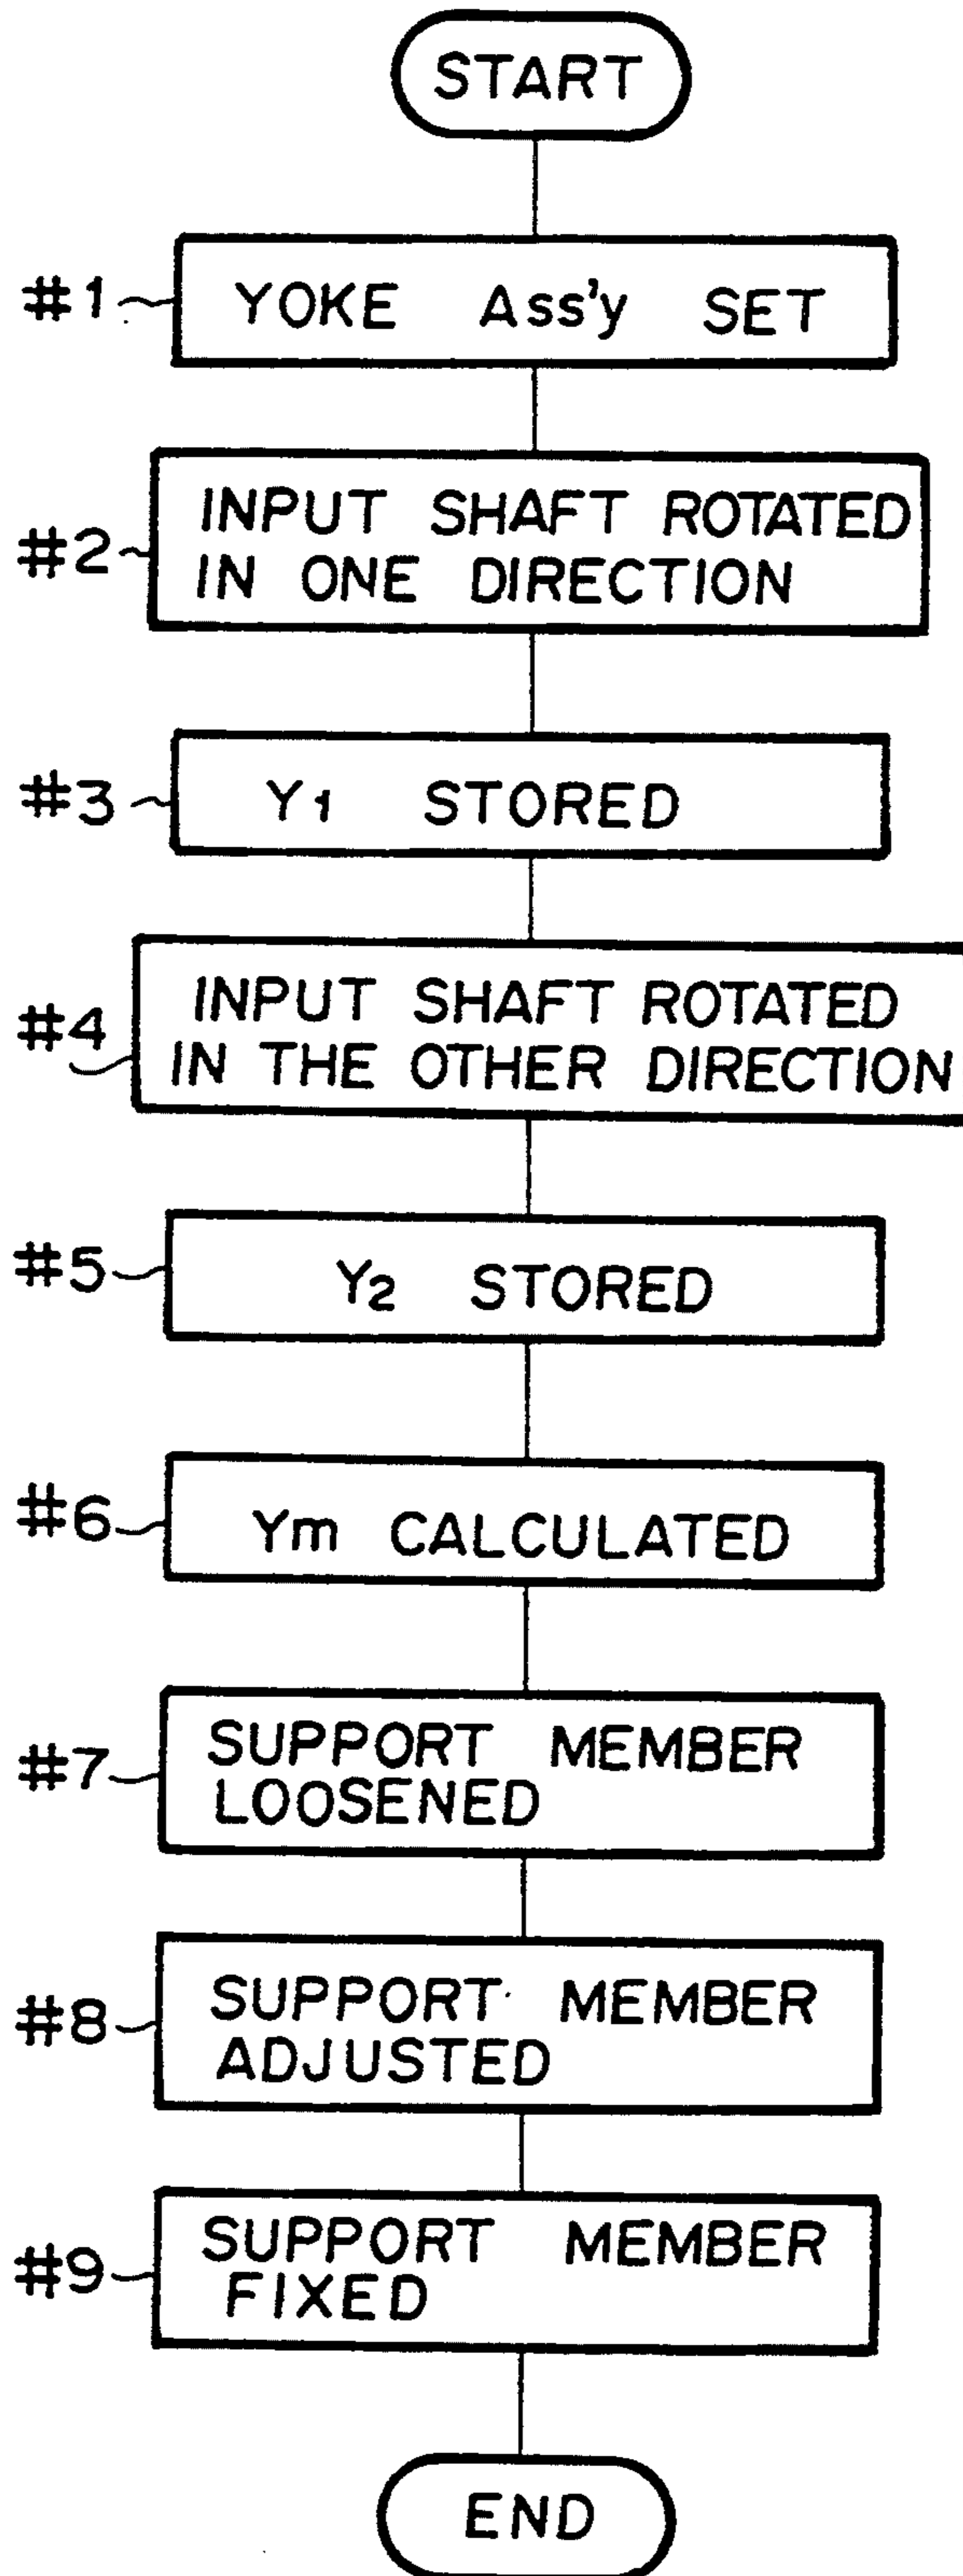 START
#1 YOKE Ass'y SET
#2 INPUT SHAFT ROTATED
IN ONE DIRECTION
#3 Y1 STORED
#4 INPUT SHAFT ROTATED
IN THE OTHER DIRECTION
#5 Y2 STORED
#6 Ym CALCULATED
#7 SUPPORT MEMBER
LOOSENED
#8 SUPPORT MEMBER
ADJUSTED
#9 SUPPORT MEMBER
FIXED
END